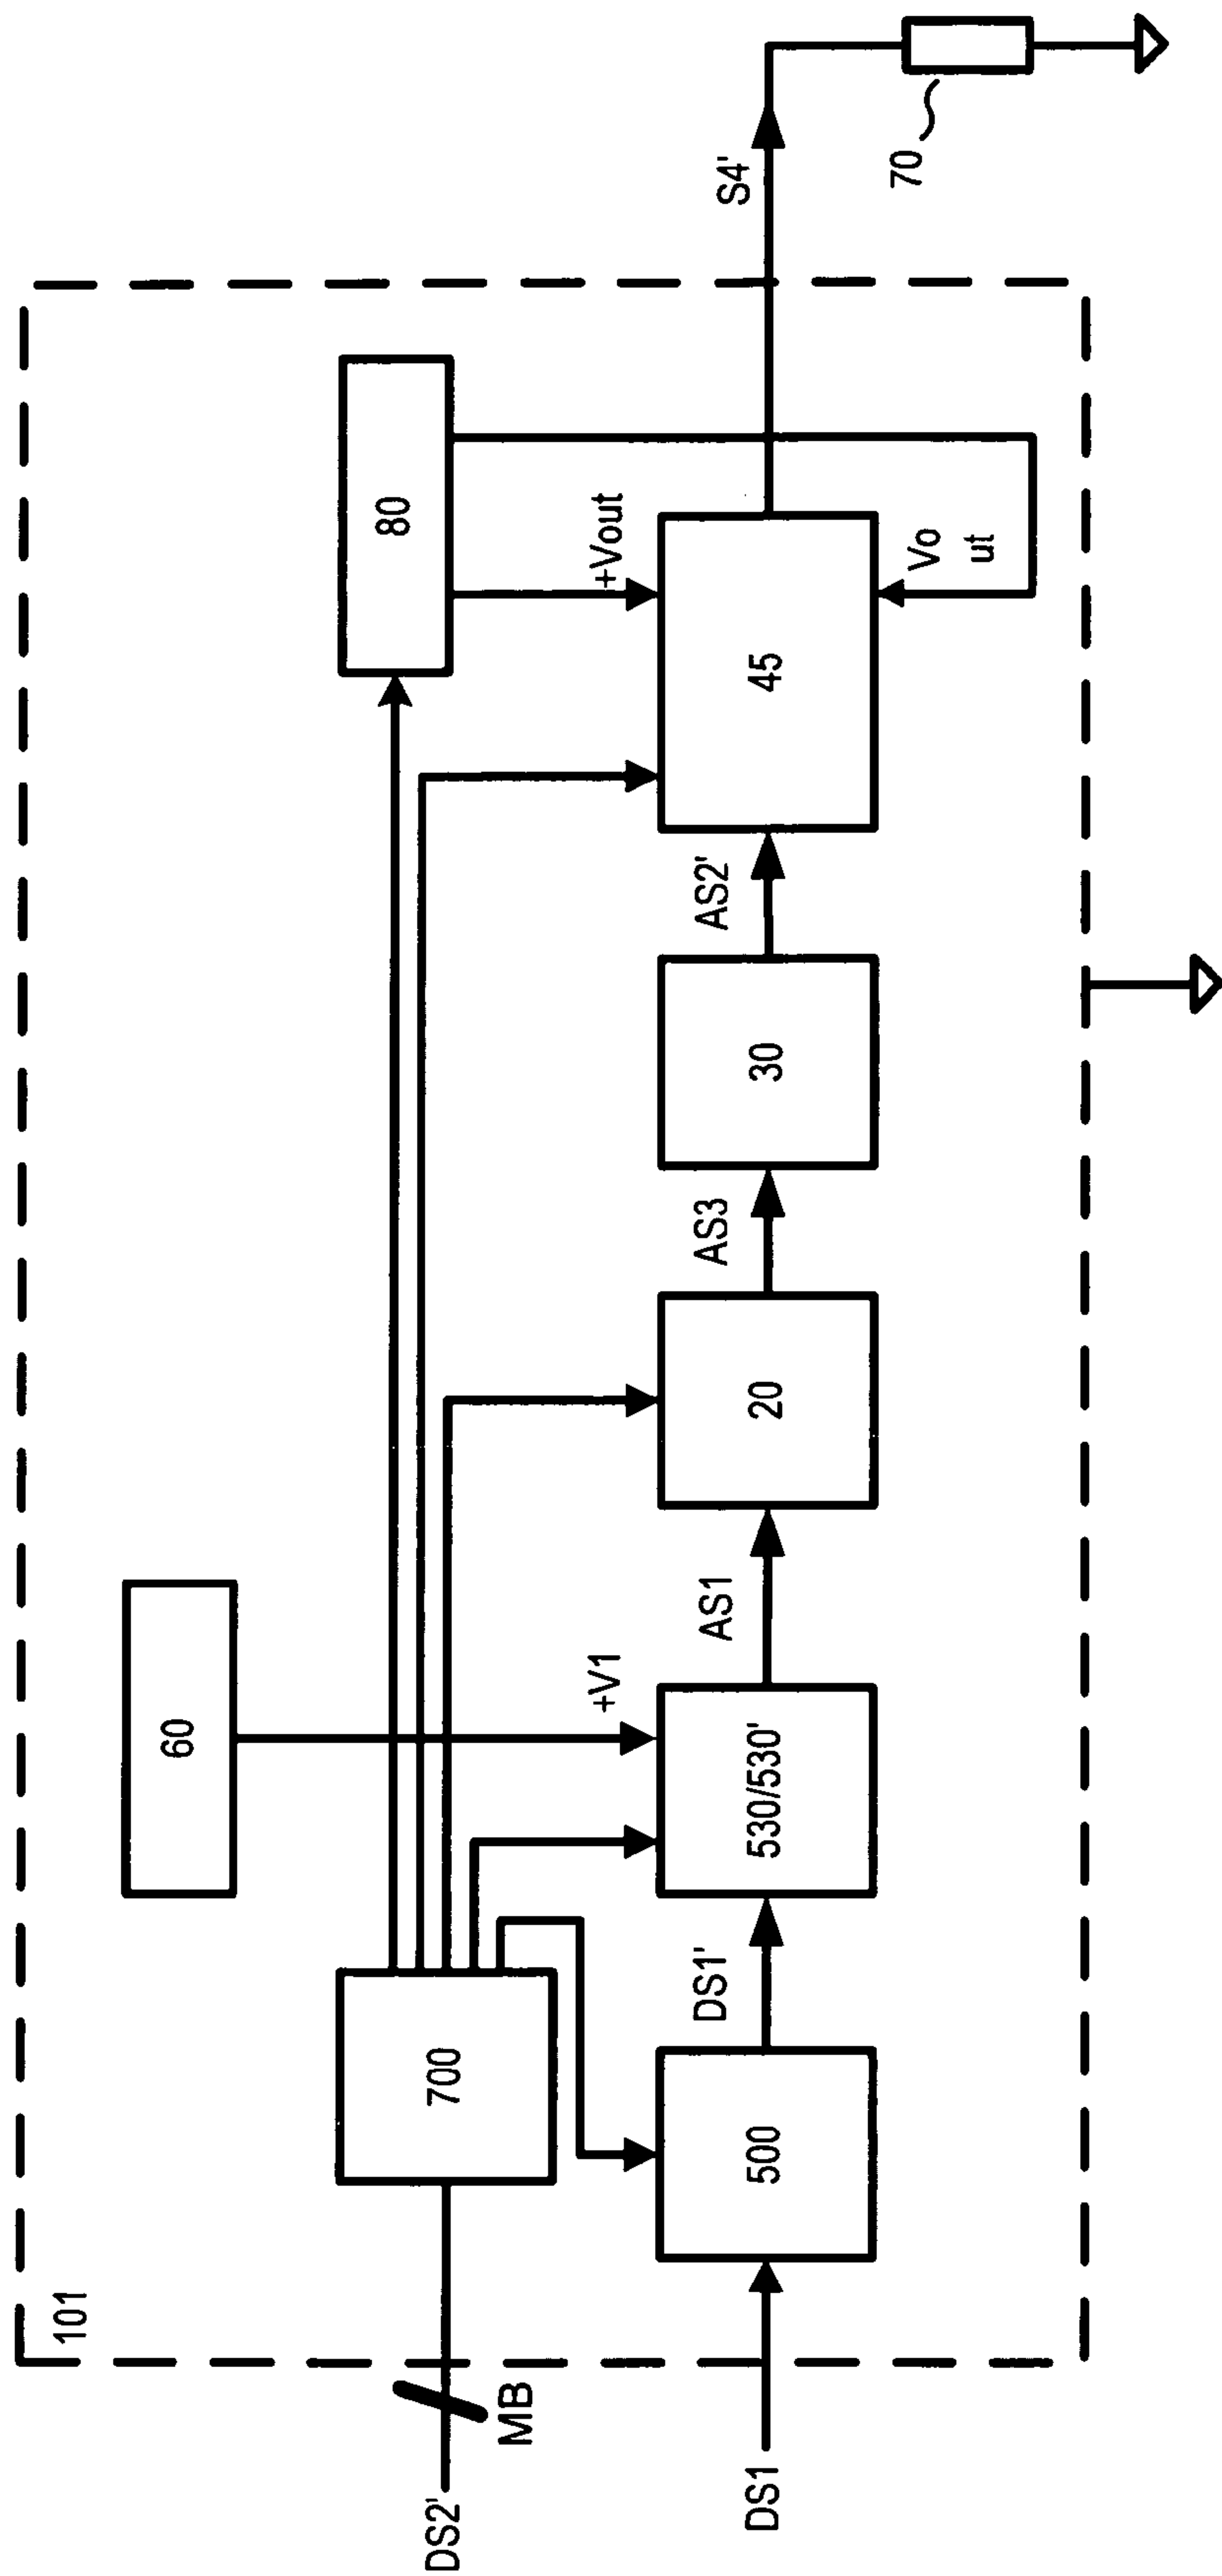 101
60
700
80
DS2'
MB
+V1
+Vout
S4'
70
DS1
500
DS1'
530/530'
AS1
20
AS3
30
AS2'
45
Vo
ut